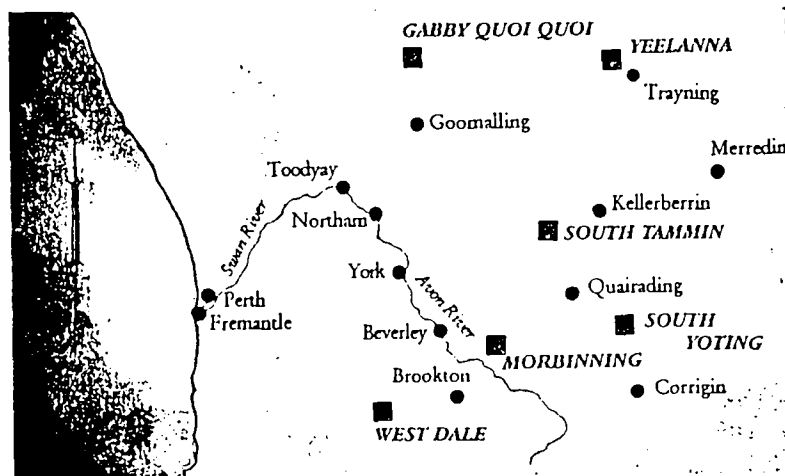 GABBY QUOI QUOI
YEELANNA
Trayning
Goomalling
Merredin
Toodyay
Kellerberrin
Northam
Swan River
SOUTH TAMMIN
York
Avon River
Quairading
Perth
Fremantle
SOUTH
YOTING
Beverley
MORBINNING
Brookton
Corrigin
WEST DALE